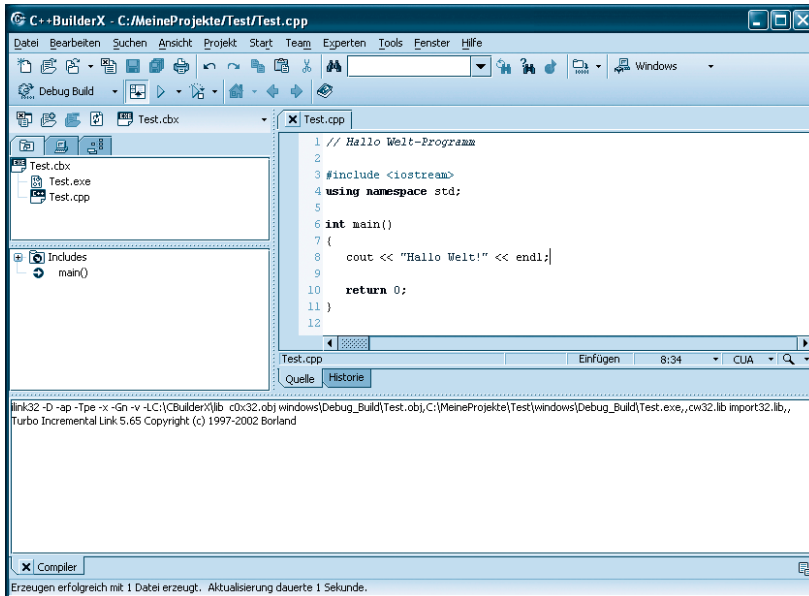 C++BuilderX - C:/MeineProjekte/Test/Test.cpp
Datei Bearbeiten Suchen Ansicht Projekt Start Team Experten Tools Fenster Hilfe
Windows
Debug Build
Test.cbx
Test.cpp
Test.cbx
Test.exe
Test.cpp
Includes
main()
1 // Hallo Welt-Programm
2
3 #include <iostream>
4 using namespace std;
5
6 int main()
7 {
8 cout << "Hallo Welt!" << endl;
9
10 return 0;
11 }
12
Test.cpp Einfügen 8:34 CUA
Quelle Historie
ilink32 -D -ap -Tpe -x -Gn -v -LC:\CBuilderX\lib c0x32.obj windows\Debug_Build\Test.obj,C:\MeineProjekte\Test\windows\Debug_Build\Test.exe,,cw32.lib import32.lib,,
Turbo Incremental Link 5.65 Copyright (c) 1997-2002 Borland
Compiler
Erzeugen erfolgreich mit 1 Datei erzeugt. Aktualisierung dauerte 1 Sekunde.